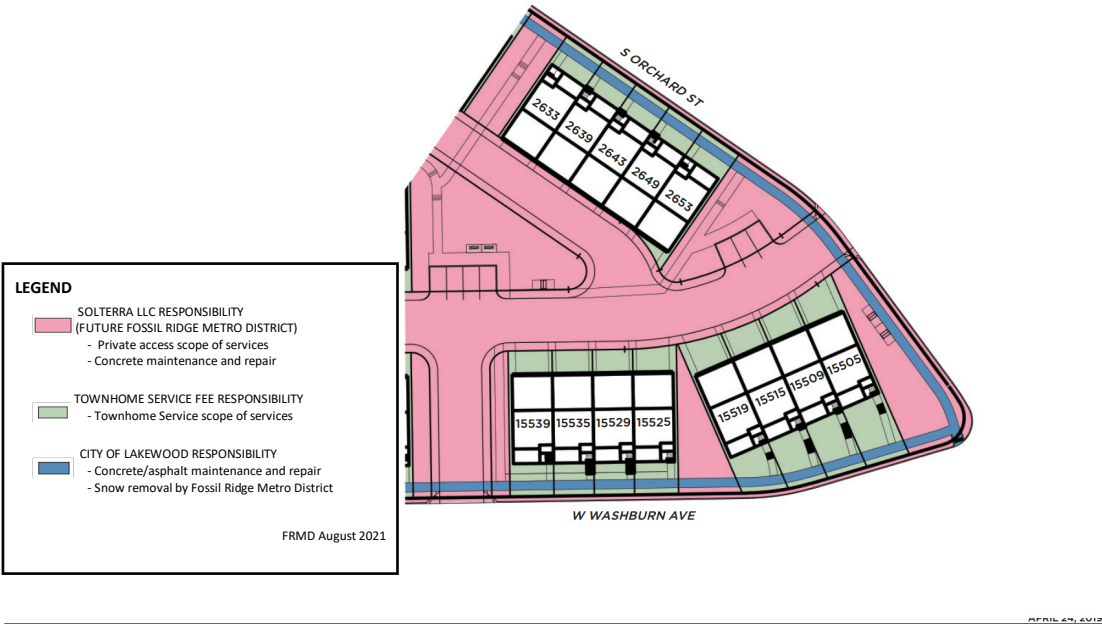 S ORCHARD ST
2633
2639
2643
2649
2653
LEGEND
SOLTERRA LLC RESPONSIBILITY
(FUTURE FOSSIL RIDGE METRO DISTRICT)
- Private access scope of services
- Concrete maintenance and repair
TOWNHOME SERVICE FEE RESPONSIBILITY
- Townhome Service scope of services
CITY OF LAKEWOOD RESPONSIBILITY
- Concrete/asphalt maintenance and repair
- Snow removal by Fossil Ridge Metro District
FRMD August 2021
15539 15535 15529 15525
15519 15515 15509 15505
W WASHBURN AVE
APRIL 24, 2019